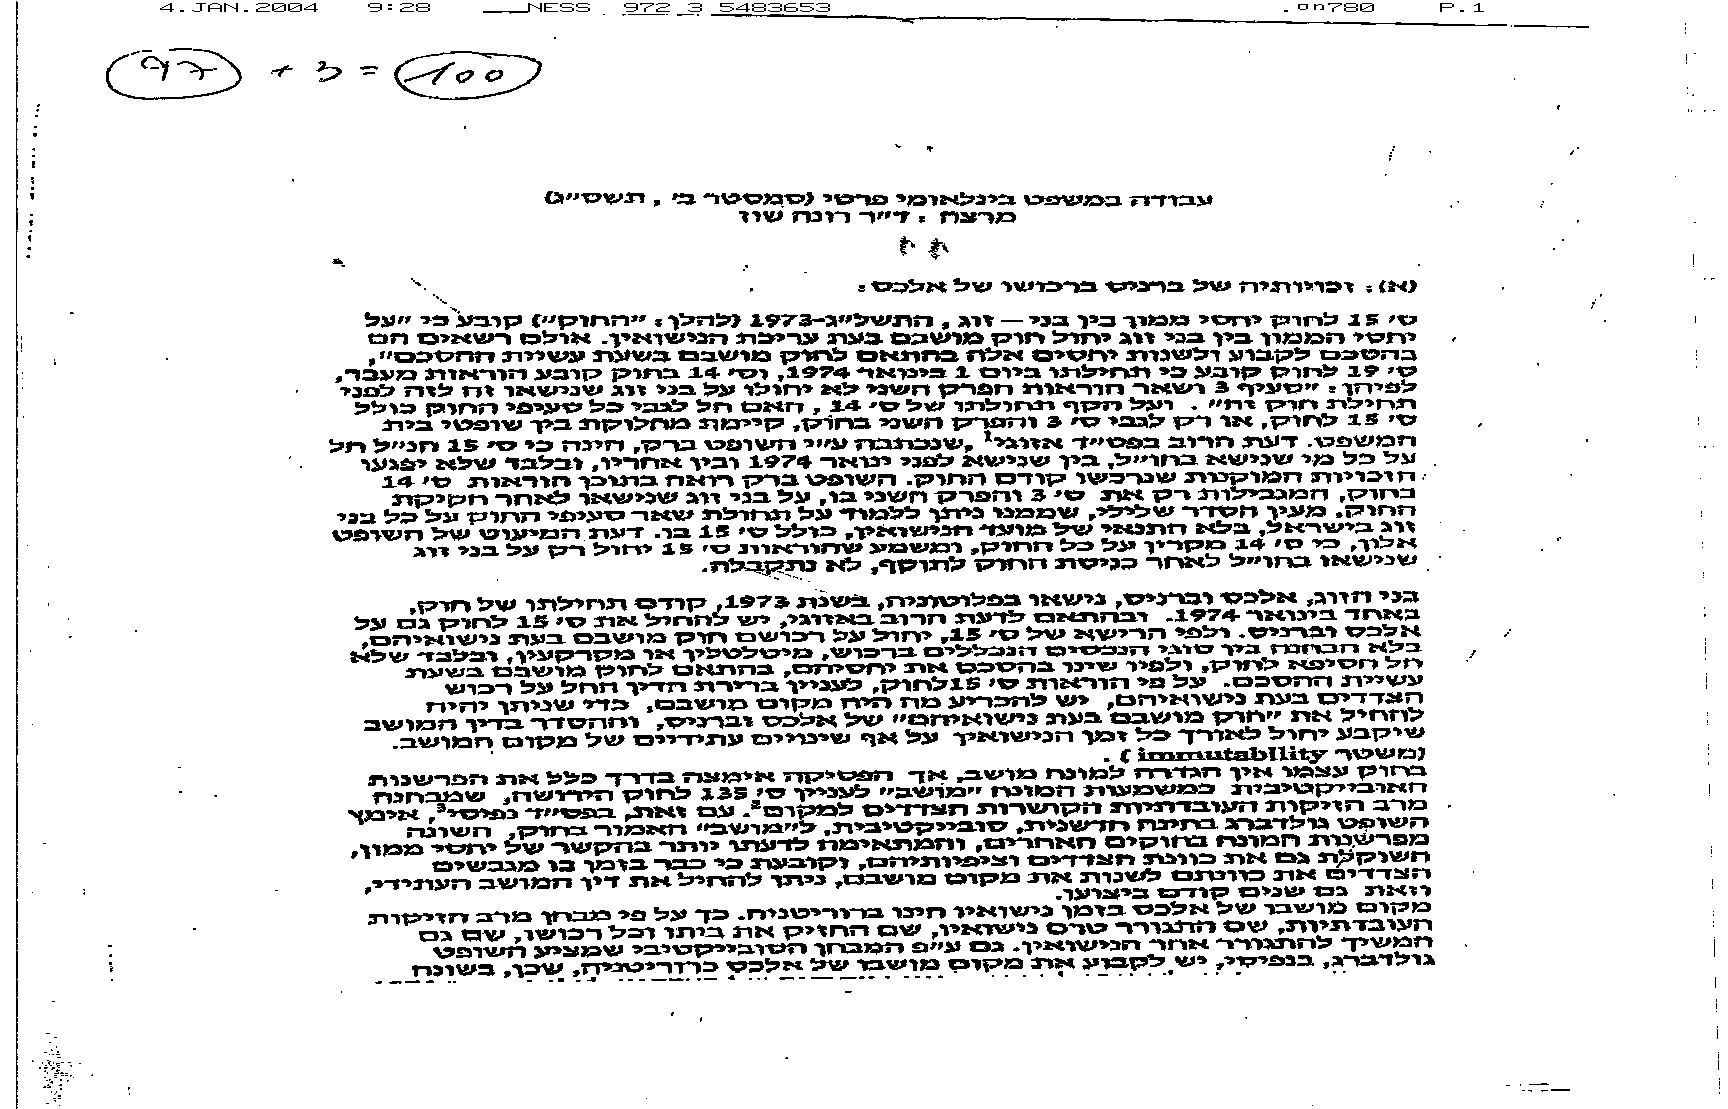 4.JAN.2004 9:28 NESS 972 3 5483653 P.1
97 + 3 = 100
עבודה במשפט בינלאומי פרטי (סמסטר ב', תשס"ג)
מרצה: ד"ר רונה שוז
(א): זכויותיה של ברניס ברכושו של אלכס:
ס' 15 לחוק יחסי ממון בין בני – זוג, התשל"ג-1973 (להלן: "החוק") קובע כי "על
יחסי הממון בין בני זוג יחול חוק מושבם בעת עריכת הנישואין. אולם רשאים הם
בהסכם לקבוע ולשנות יחסים אלה בהתאם לחוק מושבם בשעת עשיית ההסכם",
ס' 19 לחוק קובע כי תחילתו ביום 1 בינואר 1974, וס' 14 בחוק קובע הוראות מעבר,
לפיהן: "סעיף 3 ושאר הוראות הפרק השני לא יחולו על בני זוג שנישאו זה לזה לפני
תחילת חוק זה". ועל הקף תחולתו של ס' 14, האם חל לגבי כל סעיפי החוק כולל
ס' 15 לחוק, או רק לגבי ס' 3 והפרק השני בחוק, קיימת מחלוקת בין שופטי בית
המשפט. דעת הרוב בפס"ד אזוגי1, שנכתבה ע"י השופט ברק, הינה כי ס' 15 הנ"ל חל
על כל מי שנישא בחו"ל, בין שנישא לפני ינואר 1974 ובין אחריו, ובלבד שלא יפגעו
הזכויות המוקנות שנרכשו קודם החוק. השופט ברק רואה בתוכן הוראות ס' 14
בחוק, המגבילות רק את ס' 3 והפרק השני בו, על בני זוג שנישאו לאחר חקיקת
החוק, מעין הסדר שלילי, שממנו ניתן ללמוד על תחולת שאר סעיפי החוק על כל בני
זוג בישראל, בלא התנאי של מועד הנישואין, כולל ס' 15 בו. דעת המיעוט של השופט
אלון, כי ס' 14 מקרין על כל החוק, ומשמע שהוראות ס' 15 יחול רק על בני זוג
שנישאו בחו"ל לאחר כניסת החוק לתוקף, לא נתקבלה.
בני הזוג, אלכס וברניס, נישאו בפלוטוניה, בשנת 1973, קודם תחילתו של חוק,
באחד בינואר 1974. ובהתאם לדעת הרוב באזוגי, יש להחיל את ס' 15 לחוק גם על
אלכס וברניס. ולפי הרישא של ס' 15, יחול על רכושם חוק מושבם בעת נישואיהם,
בלא הבחנה בין סוגי הנכסים הנכללים ברכוש, מיטלטלין או מקרקעין, ובלבד שלא
חל הסיפא לחוק, ולפיו שינו בהסכם את יחסיהם, בהתאם לחוק מושבם בשעת
עשיית ההסכם. על פי הוראות ס' 15לחוק, לעניין ברירת הדין החל על רכוש
הצדדים בעת נישואיהם, יש להכריע מה היה מקום מושבם, כדי שניתן יהיה
להחיל את "חוק מושבם בעת נישואיהם" של אלכס וברניס, וההסדר בדין המושב
שיקבע יחול לאורך כל זמן הנישואין על אף שינויים עתידיים של מקום המושב.
(משטר immutability ).
בחוק עצמו אין הגדרה למונח מושב, אך הפסיקה אימצה בדרך כלל את הפרשנות
האובייקטיבית כמשמעות המונח "מושב" לעניין ס' 135 לחוק הירושה, שמבחנה
מרב הזיקות העובדתיות הקושרות הצדדים למקום2. עם זאת, בפס"ד נפיסי3, אימץ
השופט גולדברג בחינה חדשנית, סובייקטיבית, ל"מושב" האמור בחוק, השונה
מפרשנות המונח בחוקים האחרים, והמתאימה לדעתו יותר בהקשר של יחסי ממון,
השוקלת גם את כוונת הצדדים וציפיותיהם, וקובעת כי כבר בזמן בו מגבשים
הצדדים את כוונתם לשנות את מקום מושבם, ניתן להחיל את דין המושב העתידי,
וזאת גם שנים קודם ביצועו.
מקום מושבו של אלכס בזמן נישואיו הינו ברוריטניה. כך על פי מבחן מרב הזיקות
העובדתיות, שם התגורר טרם נישואיו, שם החזיק את ביתו וכל רכושו, שם גם
המשיך להתגורר אחר הנישואין. גם ע"פ המבחן הסובייקטיבי שמציע השופט
גולדברג, בנפיסי, יש לקבוע את מקום מושבו של אלכס כרוריטניה, שכן, בשונה